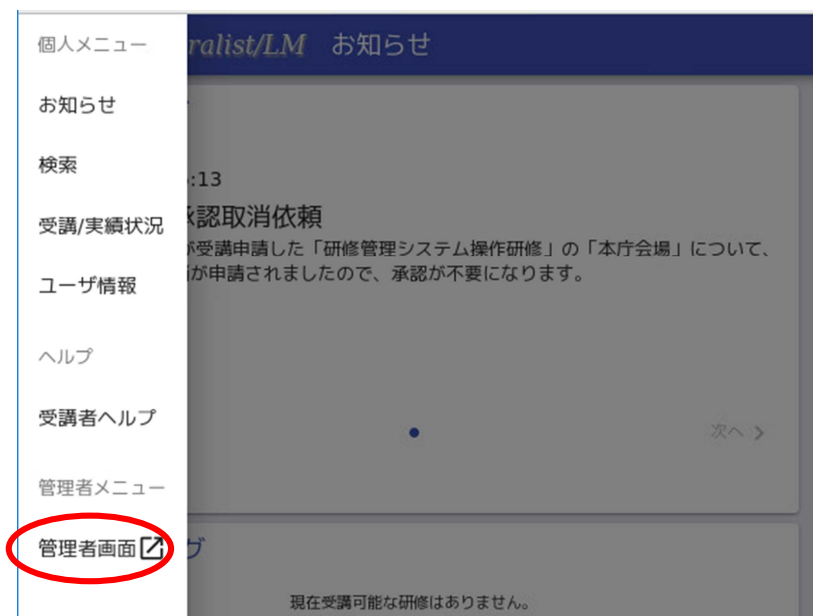 個人メニュー
お知らせ
検索
受講/実績状況
ユーザ情報
ヘルプ
受講者ヘルプ
管理者メニュー
管理者画面
ralist/LM お知らせ
:13
認取消依頼
が受講申請した「研修管理システム操作研修」の「本庁会場」について、
が申請されましたので、承認が不要になります。
次へ
グ
現在受講可能な研修はありません。